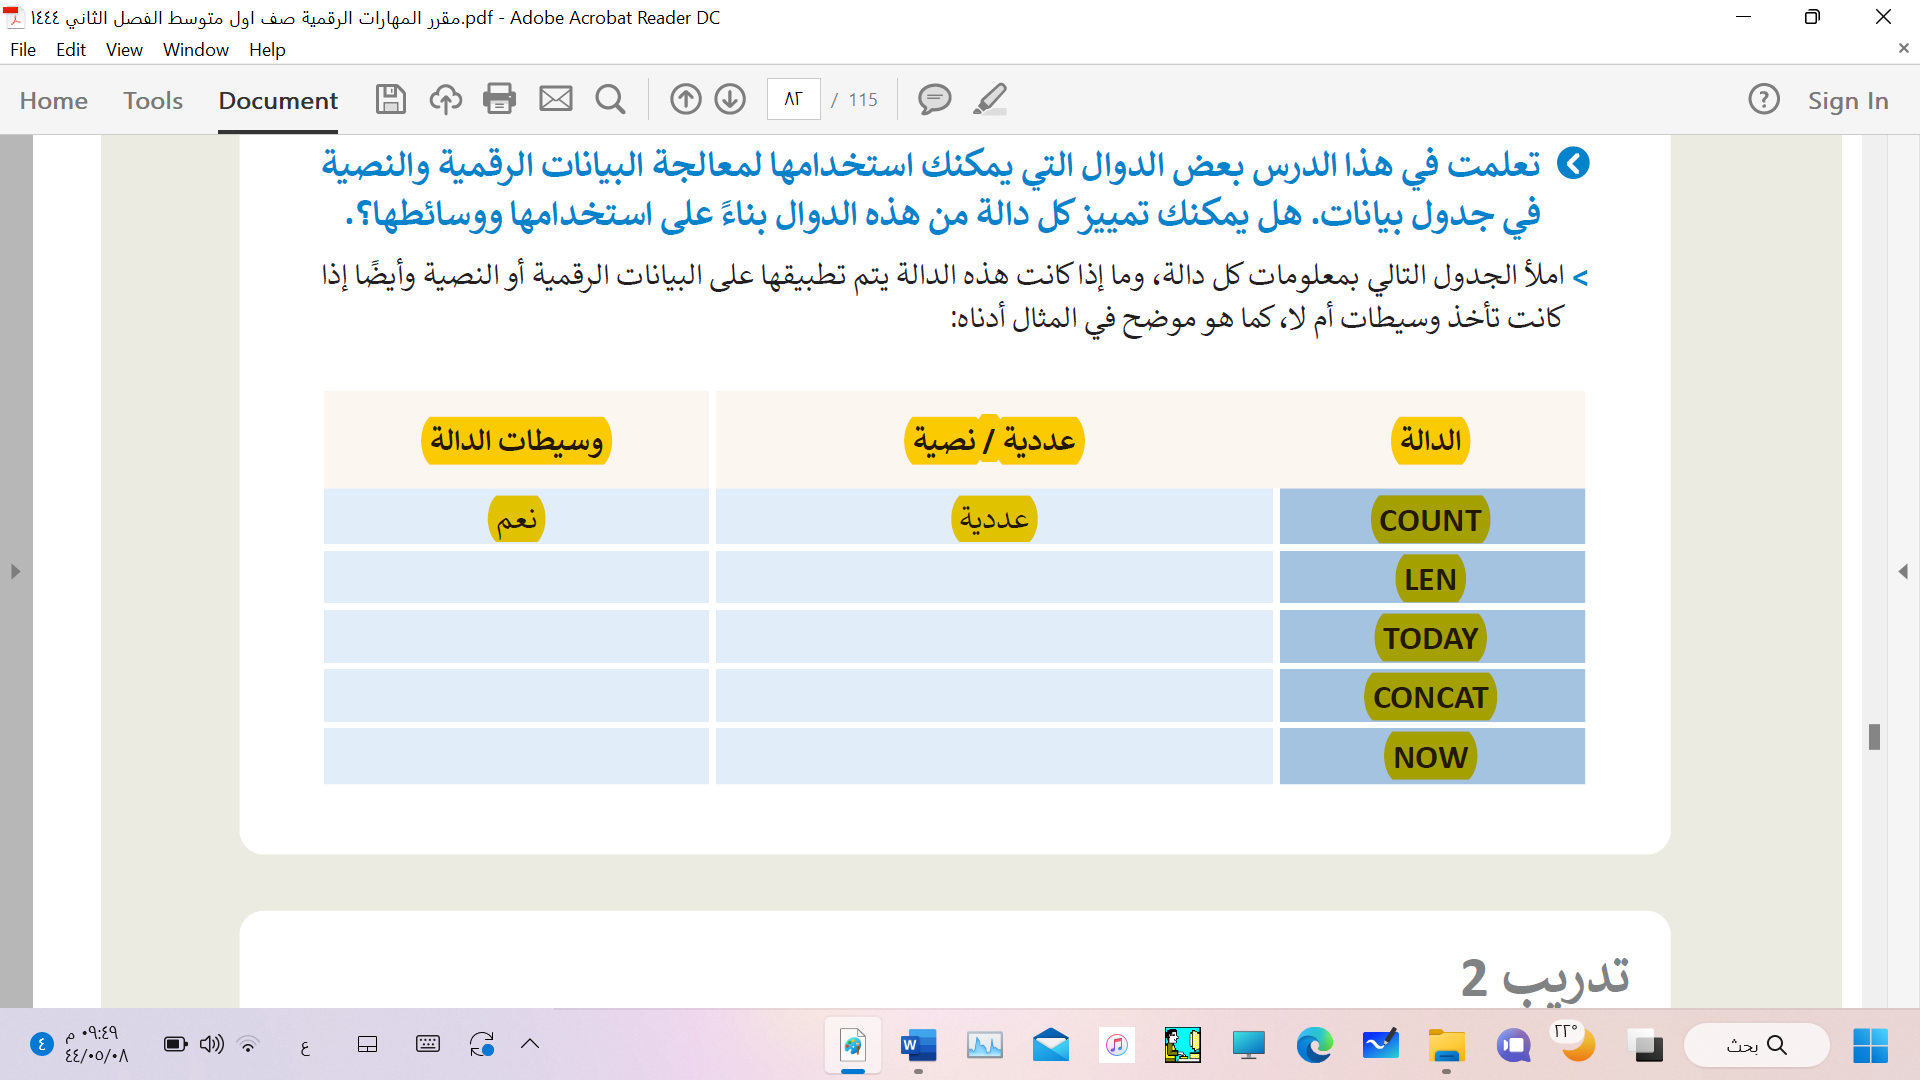 مقرر المهارات الرقمية صف اول متوسط الفصل الثاني ١٤٤٤.pdf - Adobe Acrobat Reader DC
File Edit View Window Help
Home Tools Document ٨٢ / 115 Sign In
تعلمت في هذا الدرس بعض الدوال التي يمكنك استخدامها لمعالجة البيانات الرقمية والنصية
في جدول بيانات. هل يمكنك تمييز كل دالة من هذه الدوال بناءً على استخدامها ووسائطها؟.
> املأ الجدول التالي بمعلومات كل دالة، وما إذا كانت هذه الدالة يتم تطبيقها على البيانات الرقمية أو النصية وأيضًا إذا
كانت تأخذ وسيطات أم لا، كما هو موضح في المثال أدناه:
الدالة عددية / نصية وسيطات الدالة
COUNT عددية نعم
LEN
TODAY
CONCAT
NOW
تدريب 2
بحث ٢٢° ع ٠٩:٤٩ م ٤
٤٤/٠٥/٠٨